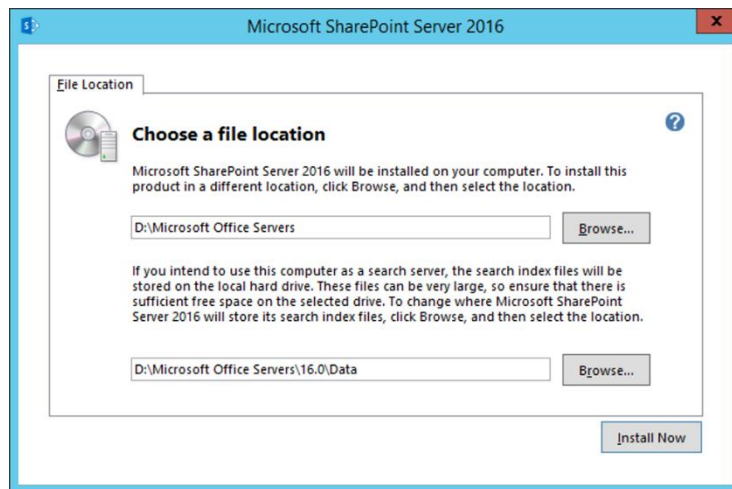 Microsoft SharePoint Server 2016
x
File Location
Choose a file location
Microsoft SharePoint Server 2016 will be installed on your computer. To install this
product in a different location, click Browse, and then select the location.
D:\Microsoft Office Servers
Browse...
If you intend to use this computer as a search server, the search index files will be
stored on the local hard drive. These files can be very large, so ensure that there is
sufficient free space on the selected drive. To change where Microsoft SharePoint
Server 2016 will store its search index files, click Browse, and then select the location.
D:\Microsoft Office Servers\16.0\Data
Browse...
Install Now